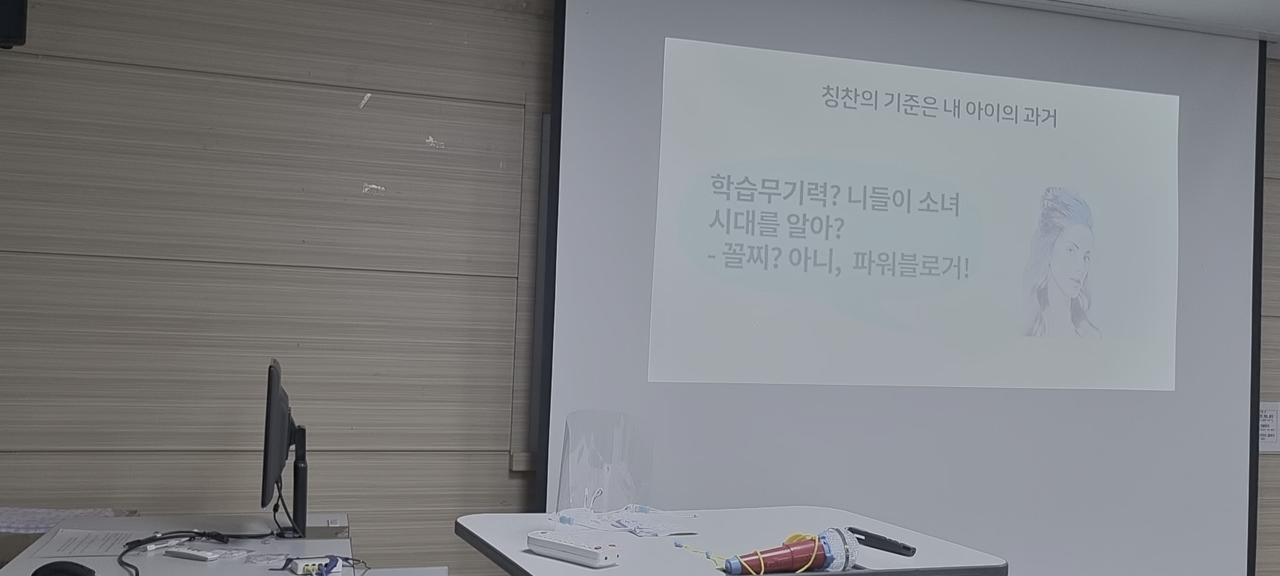 칭찬의 기준은 내 아이의 과거
학습무기력? 니들이 소녀
시대를 알아?
- 꼴찌? 아니, 파워블로거!